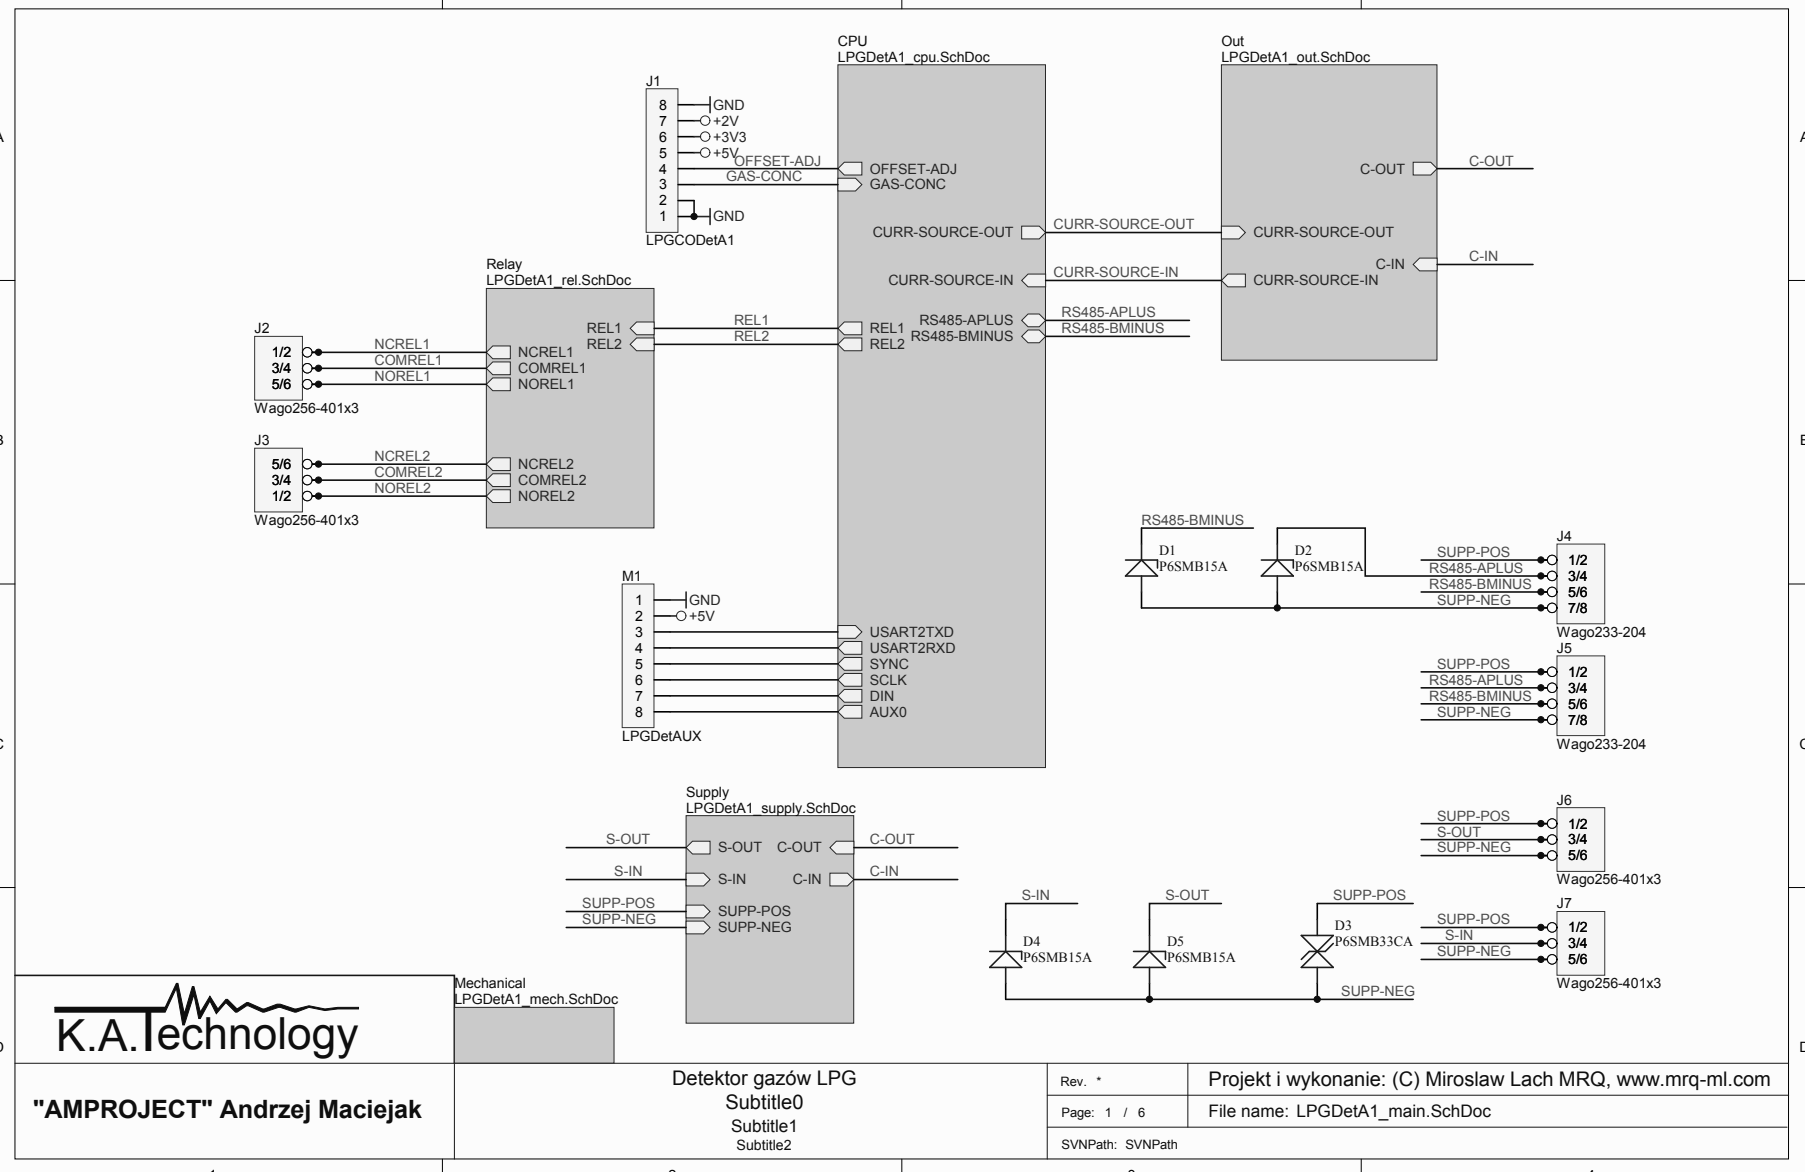 CPU
LPGDetA1_cpu.SchDoc
Out
LPGDetA1_out.SchDoc
J1
8 GND
7 +2V
6 +3V3
5 +5V
4 OFFSET-ADJ
3 GAS-CONC
2
1 GND
LPGCODetA1
OFFSET-ADJ
GAS-CONC
CURR-SOURCE-OUT
CURR-SOURCE-IN
RS485-APLUS
RS485-BMINUS
REL1
REL2
CURR-SOURCE-OUT
CURR-SOURCE-IN
RS485-APLUS
RS485-BMINUS
C-OUT
C-OUT
CURR-SOURCE-OUT
C-IN
C-IN
CURR-SOURCE-IN
Relay
LPGDetA1_rel.SchDoc
REL1
REL2
REL1
REL2
NCREL1
COMREL1
NOREL1
NCREL2
COMREL2
NOREL2
J2
1/2 NCREL1
3/4 COMREL1
5/6 NOREL1
Wago256-401x3
J3
5/6 NCREL2
3/4 COMREL2
1/2 NOREL2
Wago256-401x3
RS485-BMINUS
D1
P6SMB15A
D2
P6SMB15A
J4
SUPP-POS 1/2
RS485-APLUS 3/4
RS485-BMINUS 5/6
SUPP-NEG 7/8
Wago233-204
J5
SUPP-POS 1/2
RS485-APLUS 3/4
RS485-BMINUS 5/6
SUPP-NEG 7/8
Wago233-204
M1
1 GND
2 +5V
3
4
5
6
7
8
LPGDetAUX
USART2TXD
USART2RXD
SYNC
SCLK
DIN
AUX0
Supply
LPGDetA1_supply.SchDoc
S-OUT S-OUT C-OUT C-OUT
S-IN S-IN C-IN C-IN
SUPP-POS SUPP-POS
SUPP-NEG SUPP-NEG
J6
SUPP-POS 1/2
S-OUT 3/4
SUPP-NEG 5/6
Wago256-401x3
S-IN
D4
P6SMB15A
S-OUT
D5
P6SMB15A
SUPP-POS
D3
P6SMB33CA
SUPP-NEG
J7
SUPP-POS 1/2
S-IN 3/4
SUPP-NEG 5/6
Wago256-401x3
Mechanical
LPGDetA1_mech.SchDoc
K.A.Technology
"AMPROJECT" Andrzej Maciejak
Detektor gazów LPG
Subtitle0
Subtitle1
Subtitle2
Rev. *
Projekt i wykonanie: (C) Miroslaw Lach MRQ, www.mrq-ml.com
Page: 1 / 6
File name: LPGDetA1_main.SchDoc
SVNPath: SVNPath